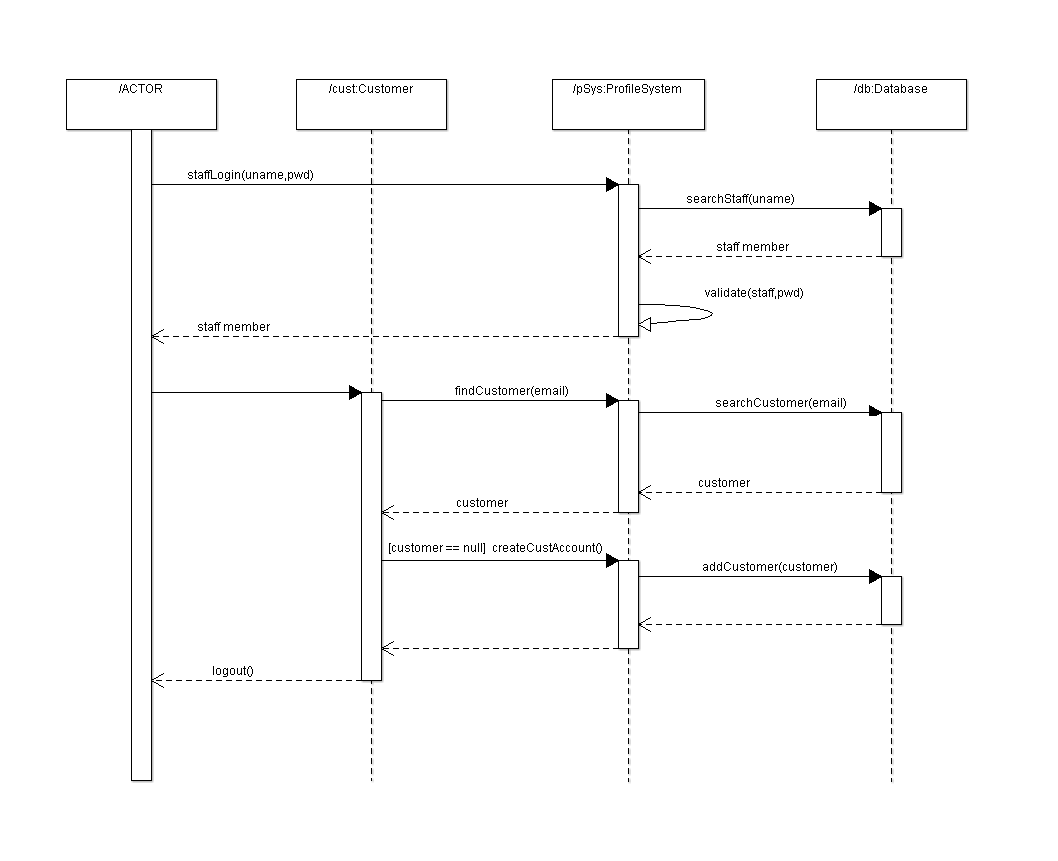 /ACTOR
/cust:Customer
/pSys:ProfileSystem
/db:Database
staffLogin(uname,pwd)
searchStaff(uname)
staff member
validate(staff,pwd)
staff member
findCustomer(email)
searchCustomer(email)
customer
customer
[customer == null] createCustAccount()
addCustomer(customer)
logout()